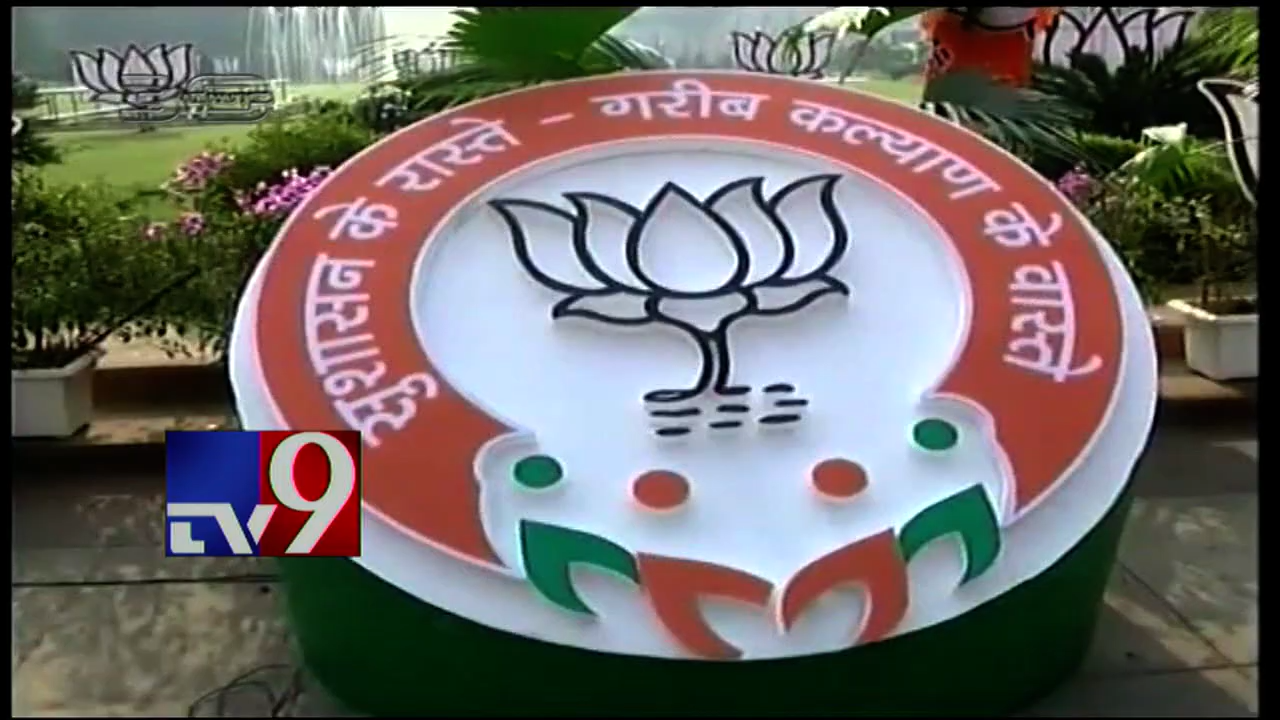 सुशासन के रास्ते - गरीब कल्याण के वास्ते
TV9